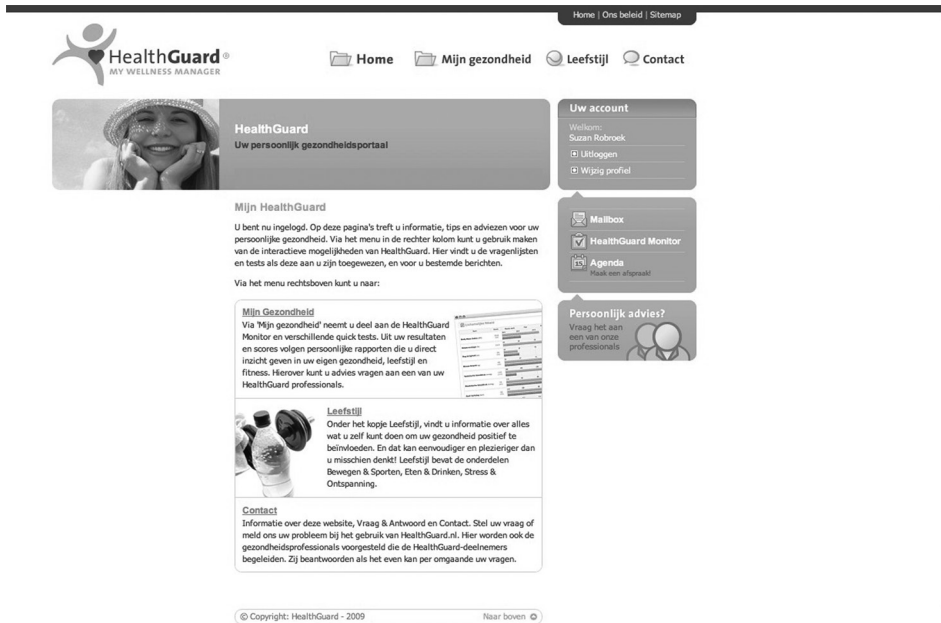 Home | Ons beleid | Sitemap
HealthGuard®
MY WELLNESS MANAGER
Home
Mijn gezondheid
Leefstijl
Contact
HealthGuard
Uw persoonlijk gezondheidsportaal
Uw account
Welkom:
Suzan Robroek
Uitloggen
Wijzig profiel
Mijn HealthGuard
U bent nu ingelogd. Op deze pagina's treft u informatie, tips en adviezen voor uw
persoonlijke gezondheid. Via het menu in de rechter kolom kunt u gebruik maken
van de interactieve mogelijkheden van HealthGuard. Hier vindt u de vragenlijsten
en tests als deze aan u zijn toegewezen, en voor u bestemde berichten.
Via het menu rechtsboven kunt u naar:
Mailbox
HealthGuard Monitor
15
Agenda
Maak een afspraak!
Persoonlijk advies?
Vraag het aan
een van onze
professionals
Mijn Gezondheid
Via 'Mijn gezondheid' neemt u deel aan de HealthGuard
Monitor en verschillende quick tests. Uit uw resultaten
en scores volgen persoonlijke rapporten die u direct
inzicht geven in uw eigen gezondheid, leefstijl en
fitness. Hierover kunt u advies vragen aan een van uw
HealthGuard professionals.
Leefstijl
Onder het kopje Leefstijl, vindt u informatie over alles
wat u zelf kunt doen om uw gezondheid positief te
beïnvloeden. En dat kan eenvoudiger en plezieriger dan
u misschien denkt! Leefstijl bevat de onderdelen
Bewegen & Sporten, Eten & Drinken, Stress &
Ontspanning.
Contact
Informatie over deze website, Vraag & Antwoord en Contact. Stel uw vraag of
meld ons uw probleem bij het gebruik van HealthGuard.nl. Hier worden ook de
gezondheidsprofessionals voorgesteld die de HealthGuard-deelnemers
begeleiden. Zij beantwoorden als het even kan per omgaande uw vragen.
© Copyright: HealthGuard - 2009
Naar boven